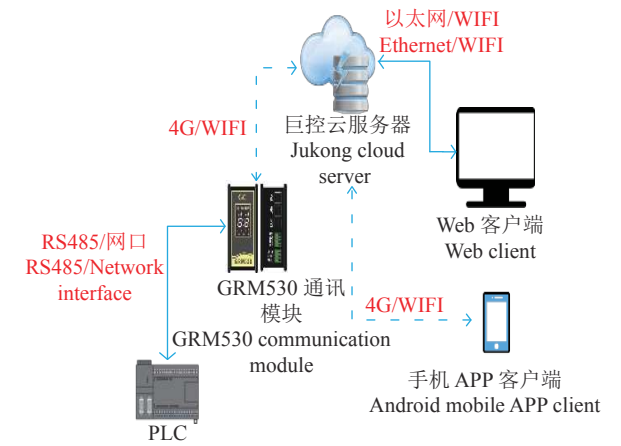 以太网/WIFI
Ethernet/WIFI
4G/WIFI
巨控云服务器
Jukong cloud
server
Web 客户端
Web client
RS485/网口
RS485/Network
interface
GC
GRM530 通讯
模块
GRM530 communication
module
4G/WIFI
手机 APP 客户端
Android mobile APP client
PLC